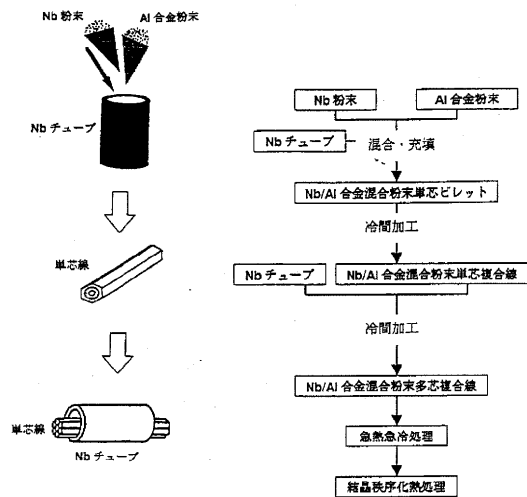 Nb 粉末
Al 合金粉末
Nb チューブ
単芯線
単芯線
Nb チューブ
Nb 粉末
Al 合金粉末
Nb チューブ
混合・充填
Nb/Al 合金混合粉末単芯ビレット
冷間加工
Nb チューブ
Nb/Al 合金混合粉末単芯複合線
冷間加工
Nb/Al 合金混合粉末多芯複合線
急熱急冷処理
結晶秩序化熱処理